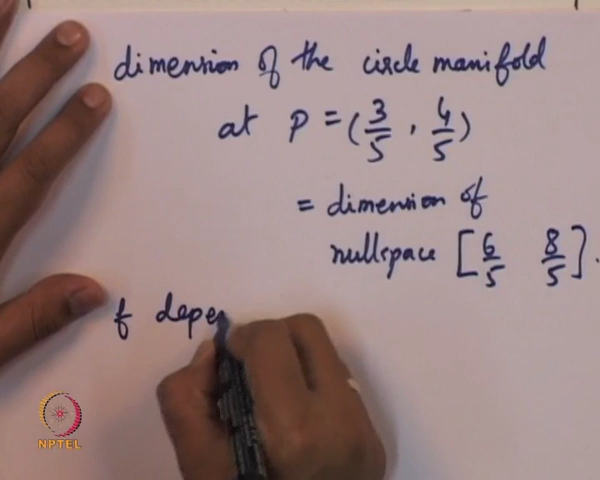 dimension of the circle manifold
at P = (3/5, 4/5)
= dimension of
nullspace [6/5 8/5].
f depe
NPTEL